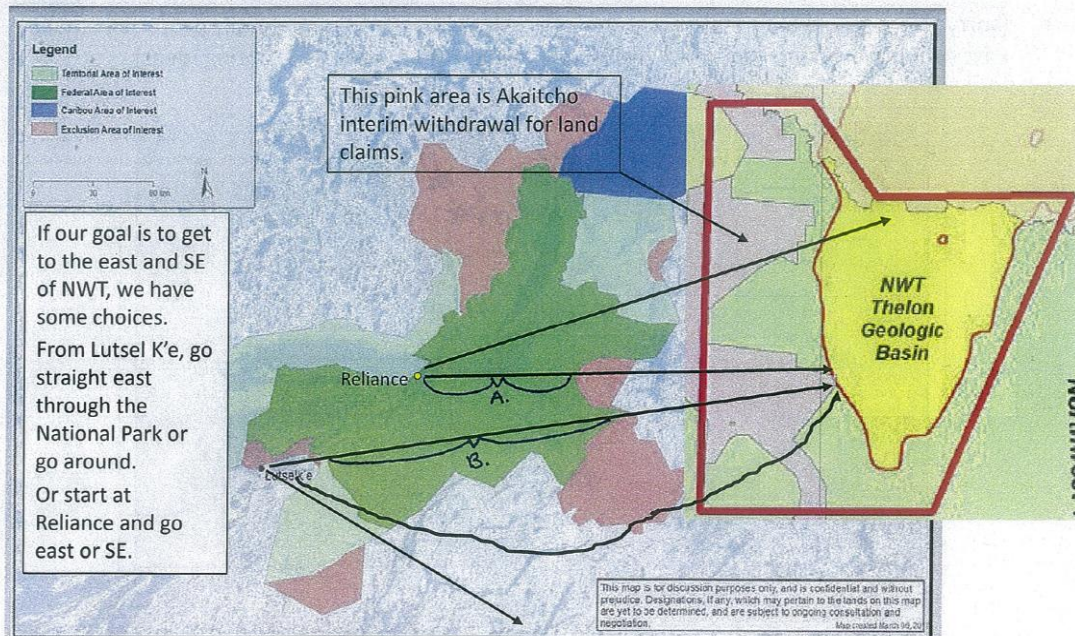 Legend
Territorial Area of Interest
Federal Area of Interest
Caribou Area of Interest
Exclusion Area of Interest
N
This pink area is Akaitcho
interim withdrawal for land
claims.
If our goal is to get
to the east and SE
of NWT, we have
some choices.
From Lutsel K'e, go
straight east
through the
National Park or
go around.
Or start at
Reliance and go
east or SE.
NWT
Thelon
Geologic
Basin
Reliance
A.
B.
Lutselk'e
This map is for discussion purposes only, and is confidential and without
prejudice. Designations, if any, which may pertain to the lands on this map
are yet to be determined, and are subject to ongoing consultation and
negotiation.
Map created March